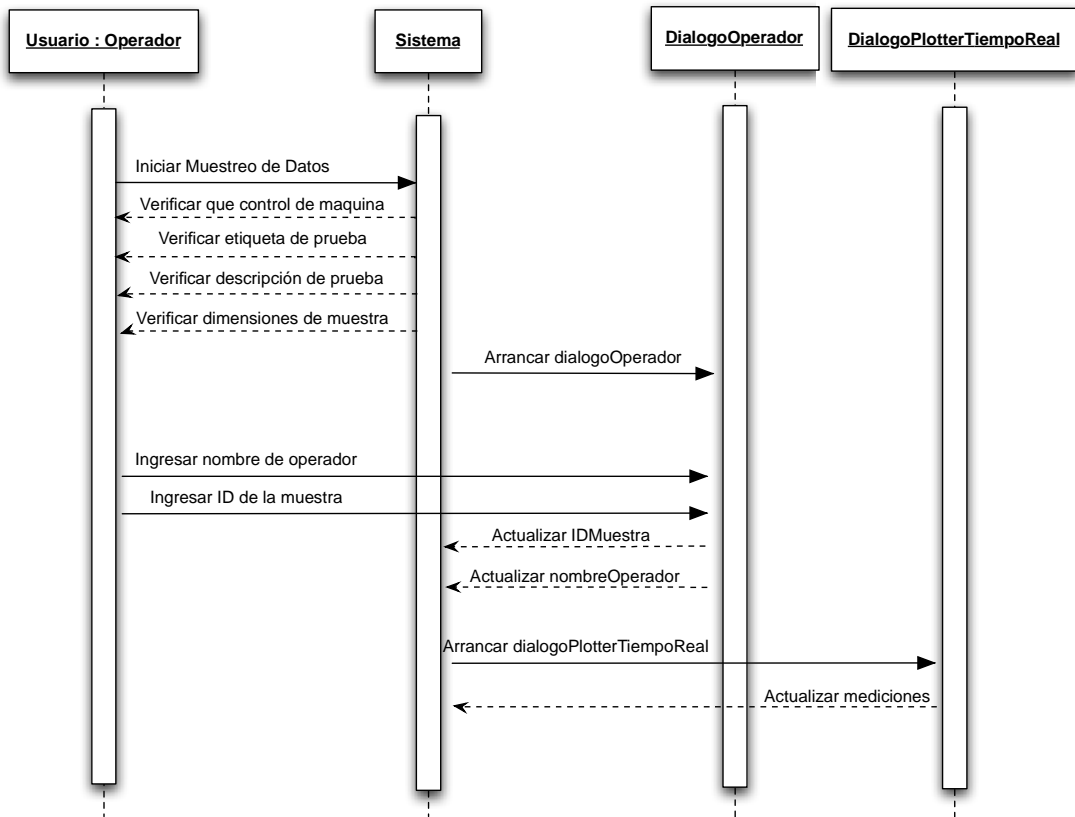 Usuario : Operador
Sistema
DialogoOperador
DialogoPlotterTiempoReal
Iniciar Muestreo de Datos
Verificar que control de maquina
Verificar etiqueta de prueba
Verificar descripción de prueba
Verificar dimensiones de muestra
Arrancar dialogoOperador
Ingresar nombre de operador
Ingresar ID de la muestra
Actualizar IDMuestra
Actualizar nombreOperador
Arrancar dialogoPlotterTiempoReal
Actualizar mediciones